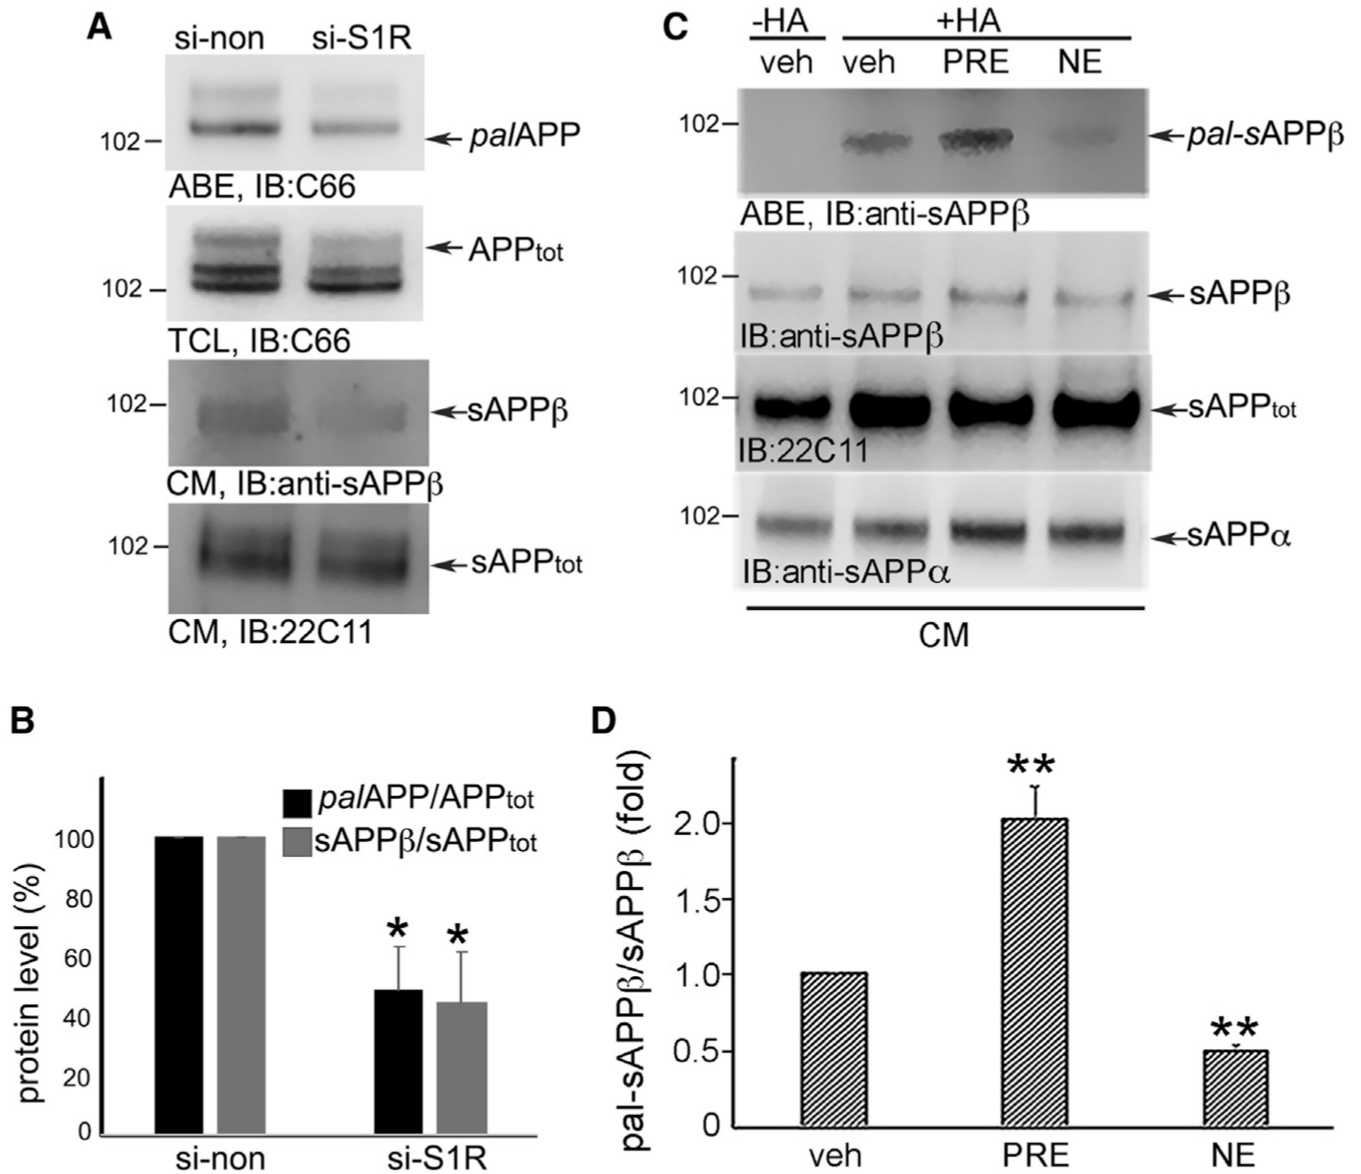 A
si-non si-S1R
102
palAPP
ABE, IB:C66
APPtot
102
TCL, IB:C66
102
sAPPβ
CM, IB:anti-sAPPβ
102
sAPPtot
CM, IB:22C11
C
-HA +HA
veh veh PRE NE
102
pal-sAPPβ
ABE, IB:anti-sAPPβ
102
sAPPβ
IB:anti-sAPPβ
102
sAPPtot
IB:22C11
102
sAPPα
IB:anti-sAPPα
CM
B
protein level (%)
100
80
60
40
20
0
palAPP/APPtot
sAPPβ/sAPPtot
* *
si-non si-S1R
D
pal-sAPPβ/sAPPβ (fold)
2.0
1.5
1.0
0.5
0
**
**
veh PRE NE